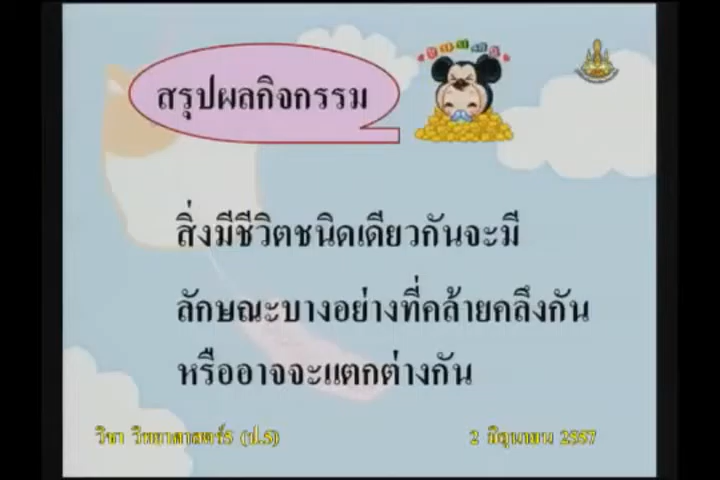 สรุปผลกิจกรรม
สิ่งมีชีวิตชนิดเดียวกันจะมี
ลักษณะบางอย่างที่คล้ายคลึงกัน
หรืออาจจะแตกต่างกัน
วิชา วิทยาศาสตร์5 (ป.5)
2 มิถุนายน 2557